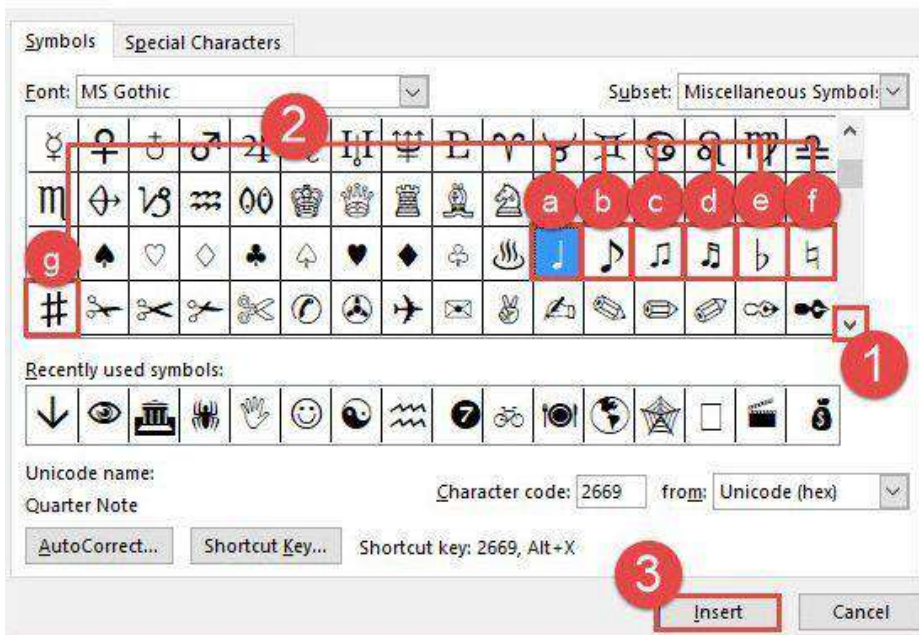 Symbols Special Characters
Font: MS Gothic Subset: Miscellaneous Symbol:
2
a b c d e f
g
1
Recently used symbols:
Unicode name:
Quarter Note
Character code: 2669 from: Unicode (hex)
AutoCorrect... Shortcut Key... Shortcut key: 2669, Alt+X
3
Insert Cancel